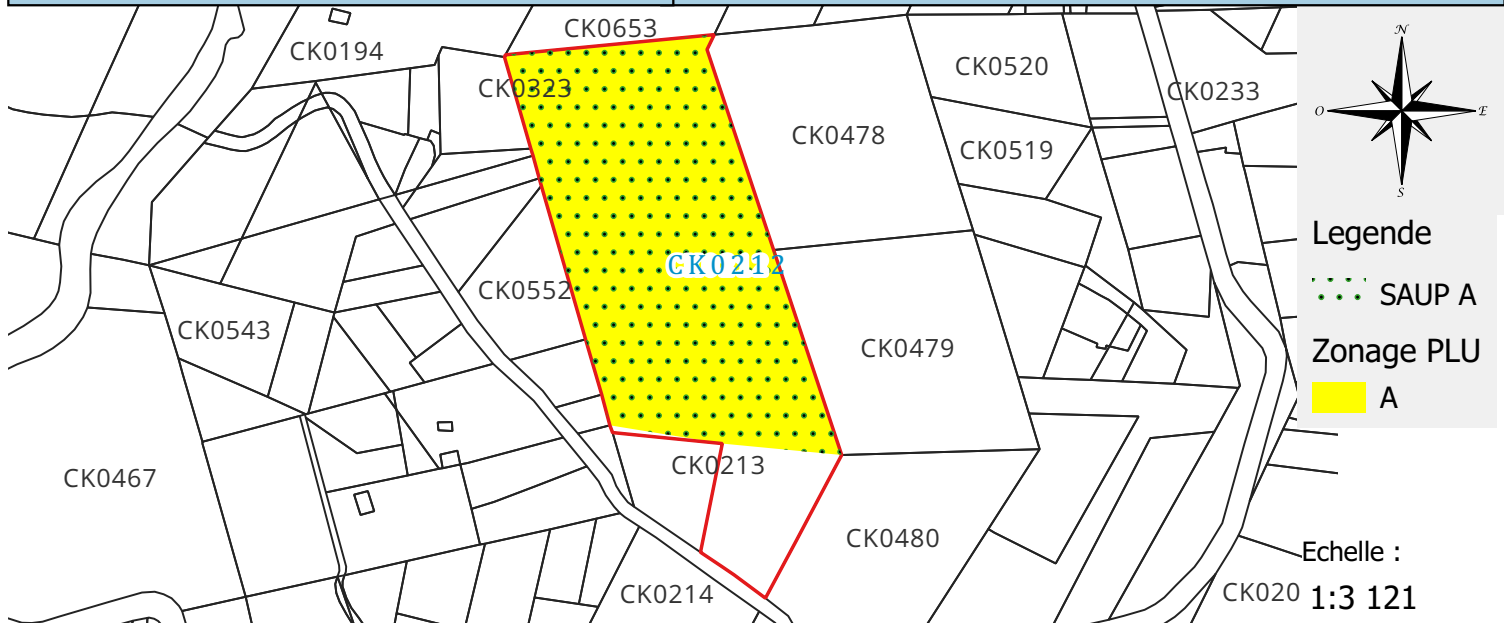 CK0653
CK0194
CK0323
CK0520
CK0233
CK0478
CK0519
CK0212
CK0552
CK0543
CK0479
CK0213
CK0467
CK0480
CK0214
CK020
N
O
E
S
Legende
SAUP A
Zonage PLU
A
Echelle :
1:3 121